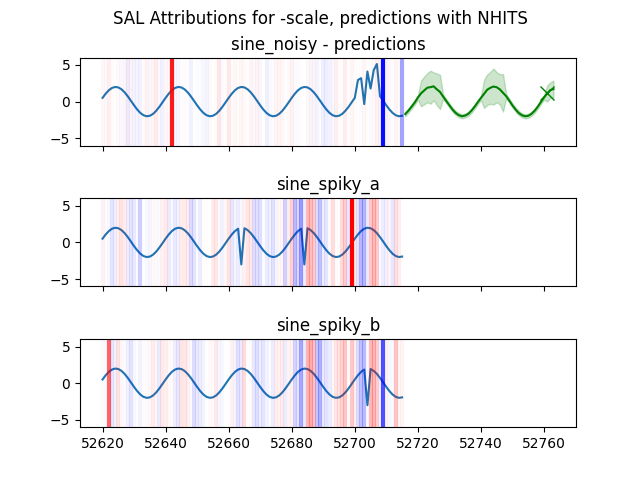 SAL Attributions for -scale, predictions with NHITS
sine_noisy - predictions
5
0
−5
sine_spiky_a
5
0
−5
sine_spiky_b
5
0
−5
52620 52640 52660 52680 52700 52720 52740 52760